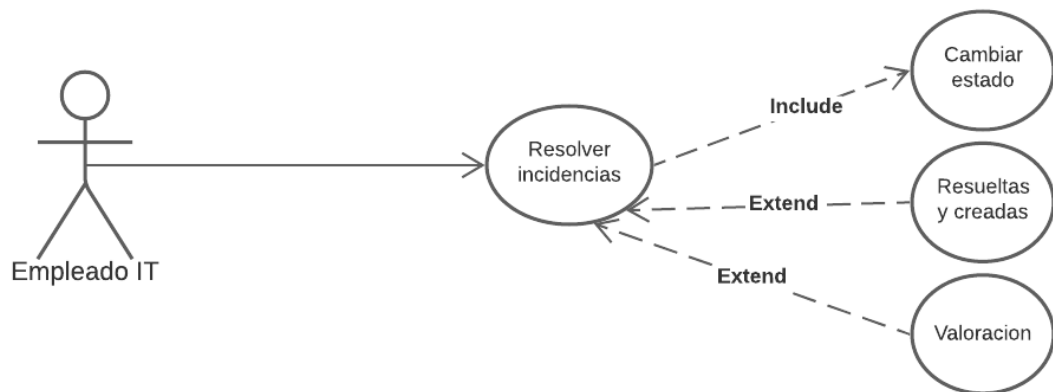 Empleado IT
Resolver
incidencias
Include
Extend
Extend
Cambiar
estado
Resueltas
y creadas
Valoracion